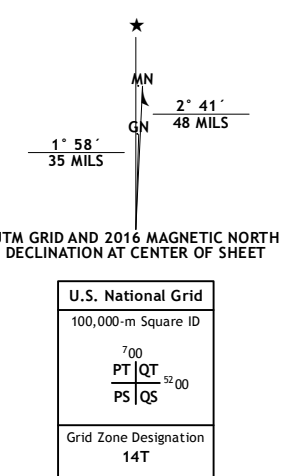 MN
GN
2° 41´
48 MILS
1° 58´
35 MILS
UTM GRID AND 2016 MAGNETIC NORTH
DECLINATION AT CENTER OF SHEET
U.S. National Grid
100,000-m Square ID
700
PT QT
5200
PS QS
Grid Zone Designation
14T